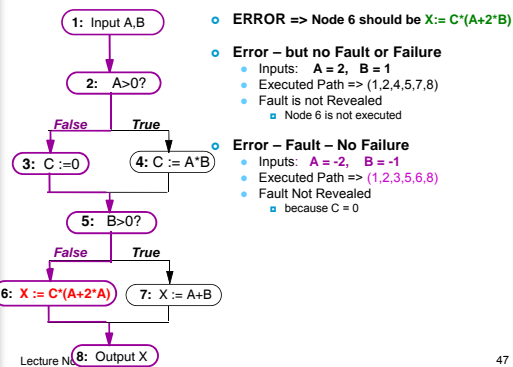 1: Input A,B
2: A>0?
False True
3: C :=0
4: C := A*B
5: B>0?
False True
6: X := C*(A+2*A)
7: X := A+B
8: Output X
ERROR => Node 6 should be X:= C*(A+2*B)
Error – but no Fault or Failure
Inputs: A = 2, B = 1
Executed Path => (1,2,4,5,7,8)
Fault is not Revealed
Node 6 is not executed
Error – Fault – No Failure
Inputs: A = -2, B = -1
Executed Path => (1,2,3,5,6,8)
Fault Not Revealed
because C = 0
Lecture
47